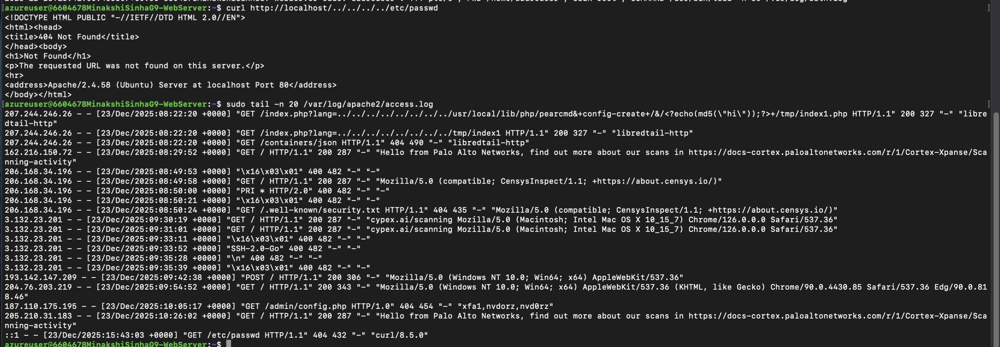 [azureuser@6604678MinakshiSinhaG9-WebServer:~$ curl http://localhost/../../../../etc/passwd ]
<!DOCTYPE HTML PUBLIC "-//IETF//DTD HTML 2.0//EN">
<html><head>
<title>404 Not Found</title>
</head><body>
<h1>Not Found</h1>
<p>The requested URL was not found on this server.</p>
<hr>
<address>Apache/2.4.58 (Ubuntu) Server at localhost Port 80</address>
</body></html>
[azureuser@6604678MinakshiSinhaG9-WebServer:~$ sudo tail -n 20 /var/log/apache2/access.log ]
207.244.246.26 - - [23/Dec/2025:08:22:20 +0000] "GET /index.php?lang=../../../../../../../../usr/local/lib/php/pearcmd&+config-create+/&/<?echo(md5(\"hi\"));?>+/tmp/index1.php HTTP/1.1" 200 327 "-" "libre
dtail-http"
207.244.246.26 - - [23/Dec/2025:08:22:20 +0000] "GET /index.php?lang=../../../../../../../../tmp/index1 HTTP/1.1" 200 327 "-" "libredtail-http"
207.244.246.26 - - [23/Dec/2025:08:22:20 +0000] "GET /containers/json HTTP/1.1" 404 490 "-" "libredtail-http"
162.216.150.72 - - [23/Dec/2025:08:29:52 +0000] "GET / HTTP/1.1" 200 287 "-" "Hello from Palo Alto Networks, find out more about our scans in https://docs-cortex.paloaltonetworks.com/r/1/Cortex-Xpanse/Sca
nning-activity"
206.168.34.196 - - [23/Dec/2025:08:49:53 +0000] "\x16\x03\x01" 400 482 "-" "-"
206.168.34.196 - - [23/Dec/2025:08:49:58 +0000] "GET / HTTP/1.1" 200 287 "-" "Mozilla/5.0 (compatible; CensysInspect/1.1; +https://about.censys.io/)"
206.168.34.196 - - [23/Dec/2025:08:50:00 +0000] "PRI * HTTP/2.0" 400 482 "-" "-"
206.168.34.196 - - [23/Dec/2025:08:50:21 +0000] "\x16\x03\x01" 400 482 "-" "-"
206.168.34.196 - - [23/Dec/2025:08:50:24 +0000] "GET /.well-known/security.txt HTTP/1.1" 404 435 "-" "Mozilla/5.0 (compatible; CensysInspect/1.1; +https://about.censys.io/)"
3.132.23.201 - - [23/Dec/2025:09:30:19 +0000] "GET / HTTP/1.1" 200 287 "-" "cypex.ai/scanning Mozilla/5.0 (Macintosh; Intel Mac OS X 10_15_7) Chrome/126.0.0.0 Safari/537.36"
3.132.23.201 - - [23/Dec/2025:09:31:01 +0000] "GET / HTTP/1.1" 200 287 "-" "cypex.ai/scanning Mozilla/5.0 (Macintosh; Intel Mac OS X 10_15_7) Chrome/126.0.0.0 Safari/537.36"
3.132.23.201 - - [23/Dec/2025:09:33:11 +0000] "\x16\x03\x01" 400 482 "-" "-"
3.132.23.201 - - [23/Dec/2025:09:33:52 +0000] "SSH-2.0-Go" 400 482 "-" "-"
3.132.23.201 - - [23/Dec/2025:09:35:28 +0000] "\n" 400 482 "-" "-"
3.132.23.201 - - [23/Dec/2025:09:35:39 +0000] "\x16\x03\x01" 400 482 "-" "-"
193.142.147.209 - - [23/Dec/2025:09:42:38 +0000] "POST / HTTP/1.1" 200 306 "-" "Mozilla/5.0 (Windows NT 10.0; Win64; x64) AppleWebKit/537.36"
204.76.203.219 - - [23/Dec/2025:09:54:52 +0000] "GET / HTTP/1.1" 200 343 "-" "Mozilla/5.0 (Windows NT 10.0; Win64; x64) AppleWebKit/537.36 (KHTML, like Gecko) Chrome/90.0.4430.85 Safari/537.36 Edg/90.0.81
8.46"
187.110.175.195 - - [23/Dec/2025:10:05:17 +0000] "GET /admin/config.php HTTP/1.0" 404 454 "-" "xfa1,nvdorz,nvd0rz"
205.210.31.183 - - [23/Dec/2025:10:26:02 +0000] "GET / HTTP/1.1" 200 287 "-" "Hello from Palo Alto Networks, find out more about our scans in https://docs-cortex.paloaltonetworks.com/r/1/Cortex-Xpanse/Sca
nning-activity"
::1 - - [23/Dec/2025:15:43:03 +0000] "GET /etc/passwd HTTP/1.1" 404 432 "-" "curl/8.5.0"
azureuser@6604678MinakshiSinhaG9-WebServer:~$